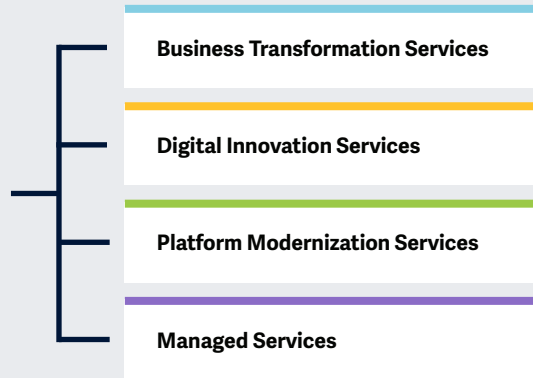 Business Transformation Services
Digital Innovation Services
Platform Modernization Services
Managed Services